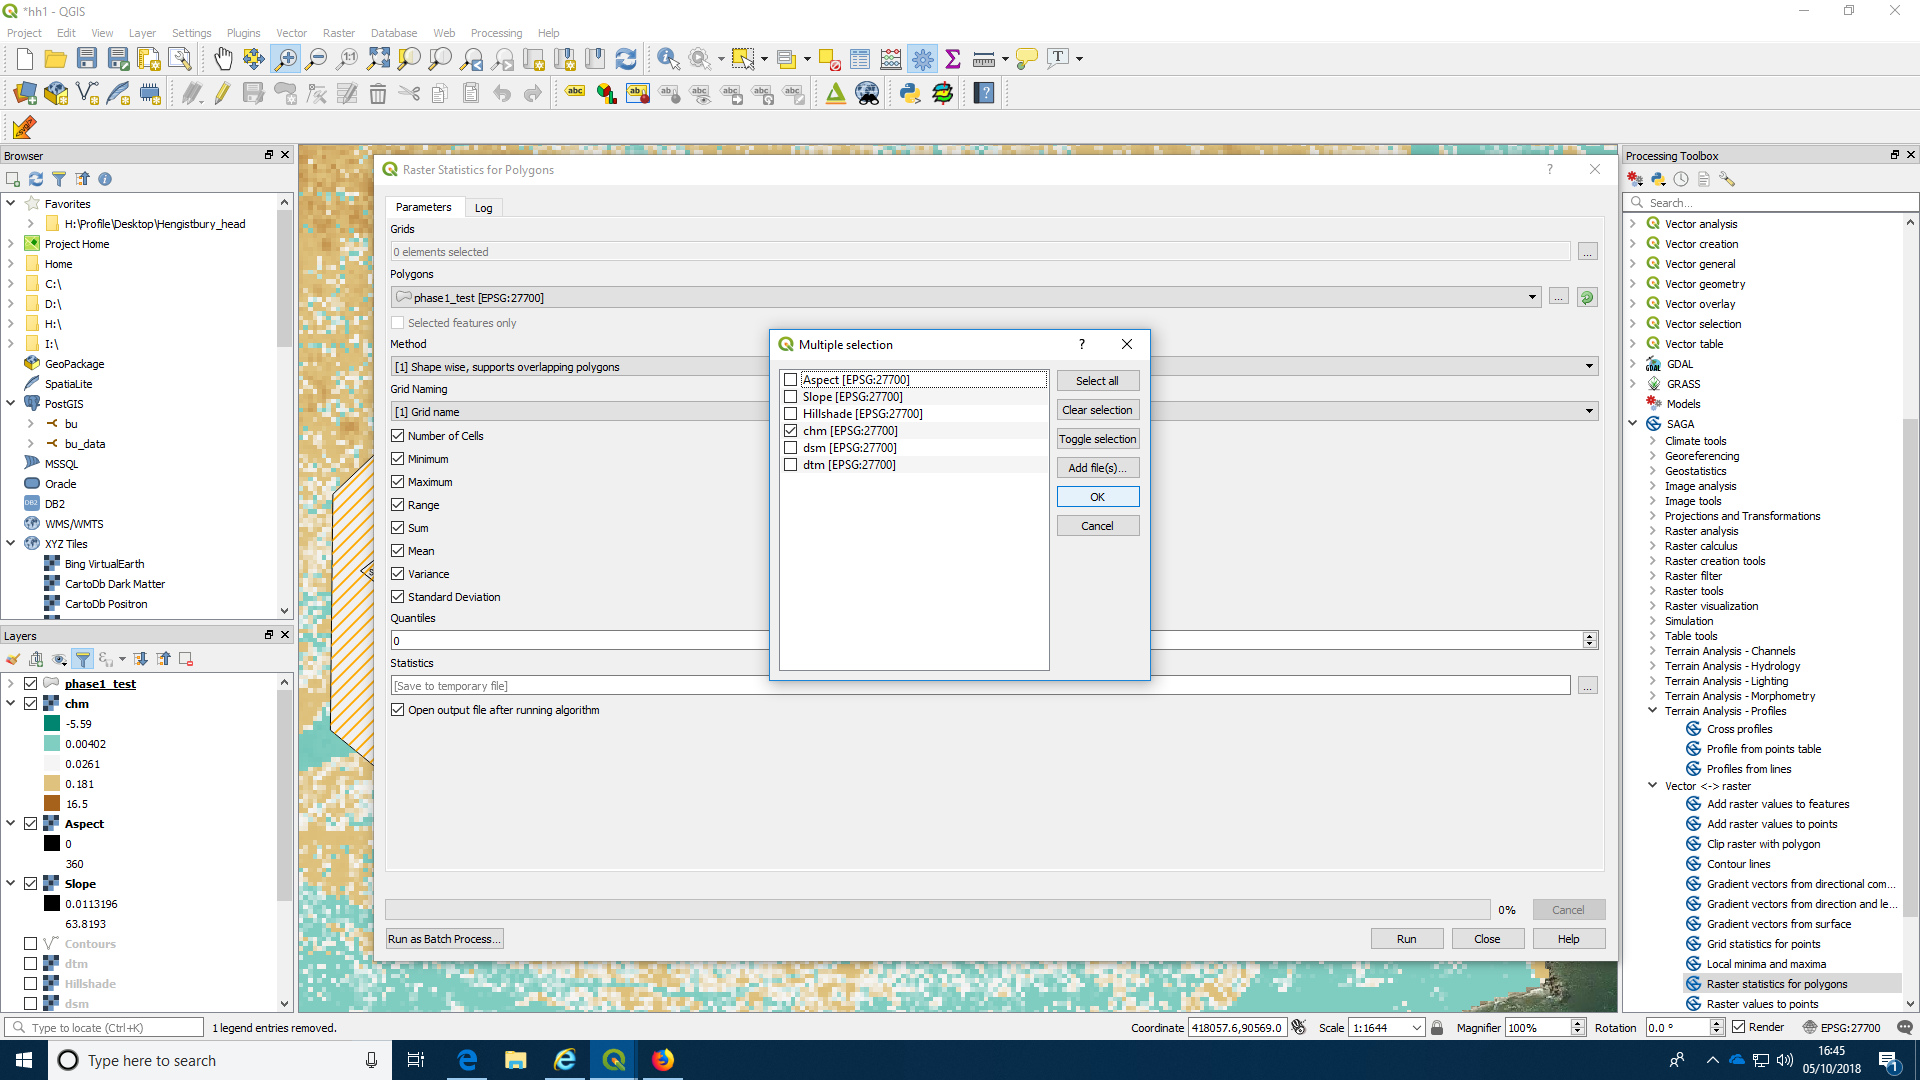 *hh1 - QGIS
Project Edit View Layer Settings Plugins Vector Raster Database Web Processing Help
Browser
Favorites
H:\Profile\Desktop\Hengistbury_head
Project Home
Home
C:\
D:\
H:\
I:\
GeoPackage
SpatiaLite
PostGIS
bu
bu_data
MSSQL
Oracle
DB2
WMS/WMTS
XYZ Tiles
Bing VirtualEarth
CartoDb Dark Matter
CartoDb Positron
Layers
phase1_test
chm
-5.59
0.00402
0.0261
0.181
16.5
Aspect
0
360
Slope
0.0113196
63.8193
Contours
dtm
Hillshade
dsm
Raster Statistics for Polygons
Parameters Log
Grids
0 elements selected
...
Polygons
phase1_test [EPSG:27700]
...
Selected features only
Method
[1] Shape wise, supports overlapping polygons
Grid Naming
[1] Grid name
Number of Cells
Minimum
Maximum
Range
Sum
Mean
Variance
Standard Deviation
Quantiles
0
Statistics
[Save to temporary file]
...
Open output file after running algorithm
0%
Cancel
Run as Batch Process...
Run
Close
Help
Multiple selection
Aspect [EPSG:27700]
Slope [EPSG:27700]
Hillshade [EPSG:27700]
chm [EPSG:27700]
dsm [EPSG:27700]
dtm [EPSG:27700]
Select all
Clear selection
Toggle selection
Add file(s)...
OK
Cancel
Processing Toolbox
Search...
Vector analysis
Vector creation
Vector general
Vector geometry
Vector overlay
Vector selection
Vector table
GDAL
GRASS
Models
SAGA
Climate tools
Georeferencing
Geostatistics
Image analysis
Image tools
Projections and Transformations
Raster analysis
Raster calculus
Raster creation tools
Raster filter
Raster tools
Raster visualization
Simulation
Table tools
Terrain Analysis - Channels
Terrain Analysis - Hydrology
Terrain Analysis - Lighting
Terrain Analysis - Morphometry
Terrain Analysis - Profiles
Cross profiles
Profile from points table
Profiles from lines
Vector <-> raster
Add raster values to features
Add raster values to points
Clip raster with polygon
Contour lines
Gradient vectors from directional com...
Gradient vectors from direction and le...
Gradient vectors from surface
Grid statistics for points
Local minima and maxima
Raster statistics for polygons
Raster values to points
Type to locate (Ctrl+K)
1 legend entries removed.
Coordinate 418057.6,90569.0
Scale 1:1644
Magnifier 100%
Rotation 0.0 °
Render
EPSG:27700
Type here to search
16:45
05/10/2018
1